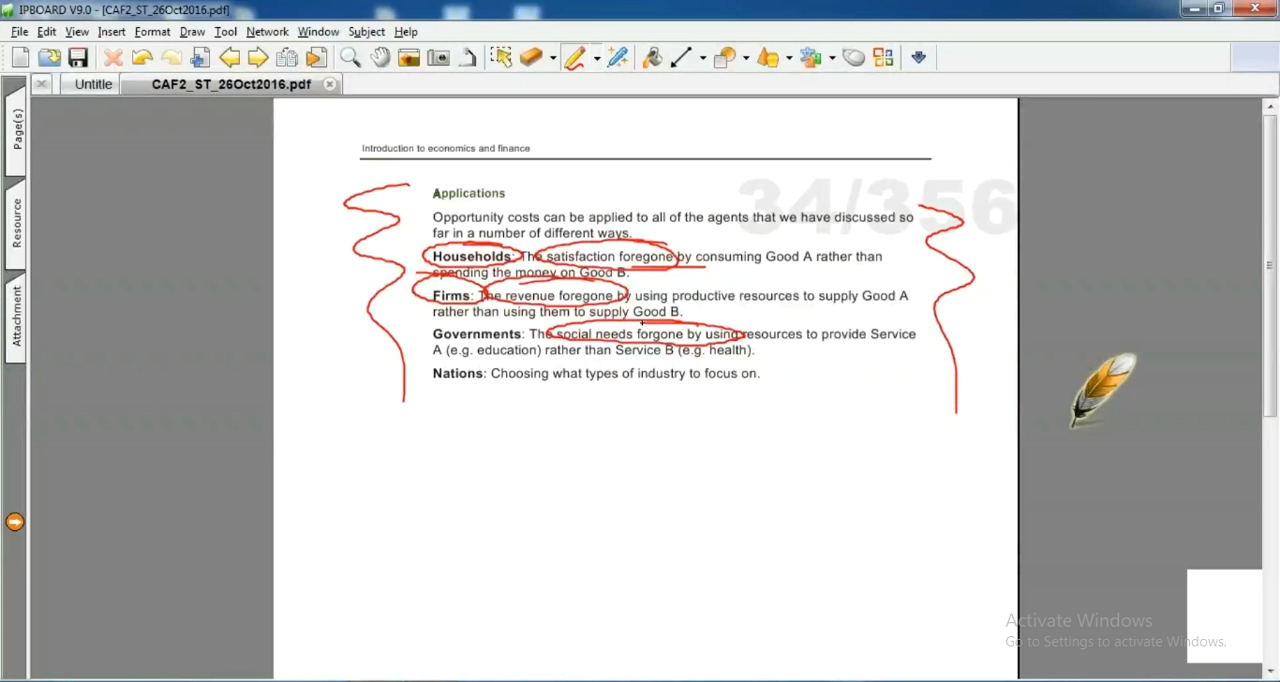 IPBOARD V9.0 - [CAF2_ST_26Oct2016.pdf]
File Edit View Insert Format Draw Tool Network Window Subject Help
Untitle CAF2_ST_26Oct2016.pdf
Page(s)
Resource
Attachment
Introduction to economics and finance
34/356
Applications
Opportunity costs can be applied to all of the agents that we have discussed so
far in a number of different ways.
Households: The satisfaction foregone by consuming Good A rather than
spending the money on Good B.
Firms: The revenue foregone by using productive resources to supply Good A
rather than using them to supply Good B.
Governments: The social needs forgone by using resources to provide Service
A (e.g. education) rather than Service B (e.g. health).
Nations: Choosing what types of industry to focus on.
Activate Windows
Go to Settings to activate Windows.